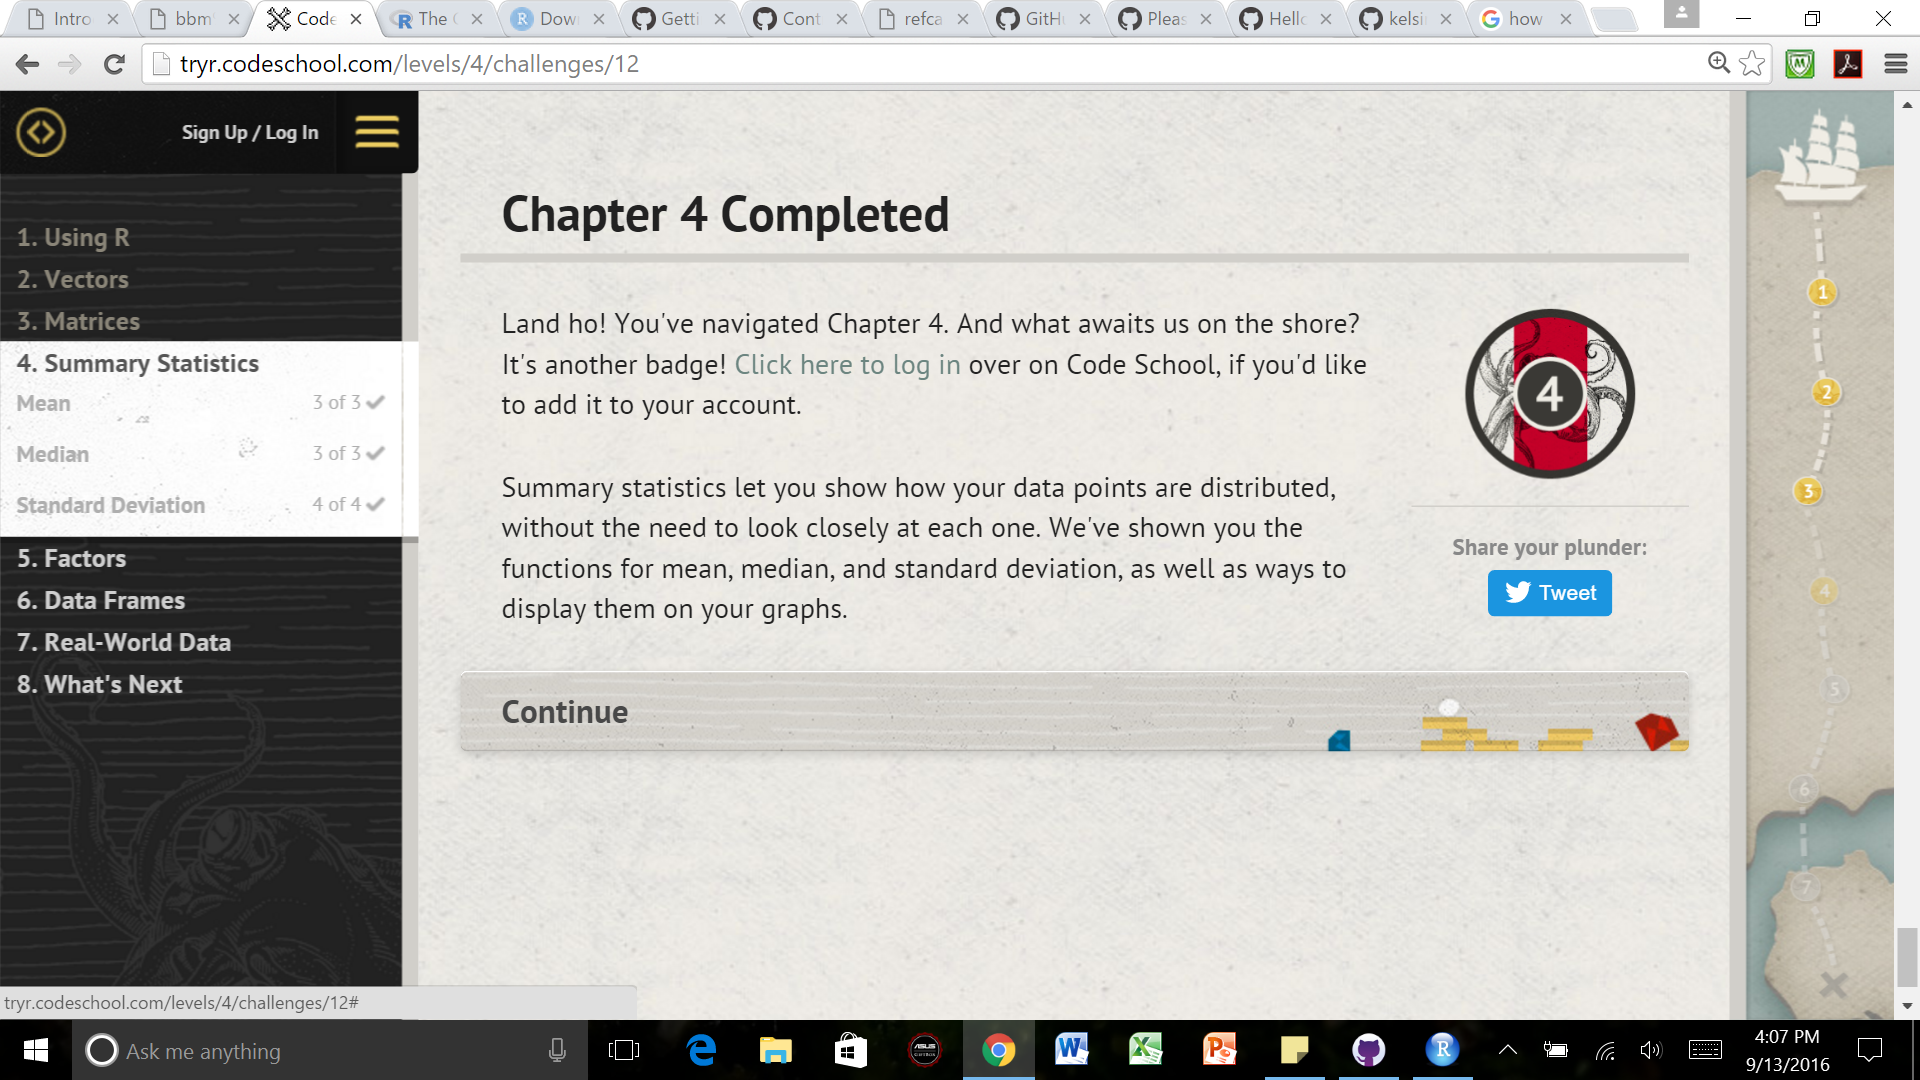 Intro
bbm
Code
The
Dow
Getti
Cont
refca
GitH
Pleas
Hello
kelsi
how
tryr.codeschool.com/levels/4/challenges/12
Sign Up / Log In
1. Using R
2. Vectors
3. Matrices
4. Summary Statistics
Mean 3 of 3
Median 3 of 3
Standard Deviation 4 of 4
5. Factors
6. Data Frames
7. Real-World Data
8. What's Next
Chapter 4 Completed
Land ho! You've navigated Chapter 4. And what awaits us on the shore?
It's another badge! Click here to log in over on Code School, if you'd like
to add it to your account.
Summary statistics let you show how your data points are distributed,
without the need to look closely at each one. We've shown you the
functions for mean, median, and standard deviation, as well as ways to
display them on your graphs.
4
Share your plunder:
Tweet
Continue
1
2
3
4
5
6
7
tryr.codeschool.com/levels/4/challenges/12#
Ask me anything
4:07 PM
9/13/2016